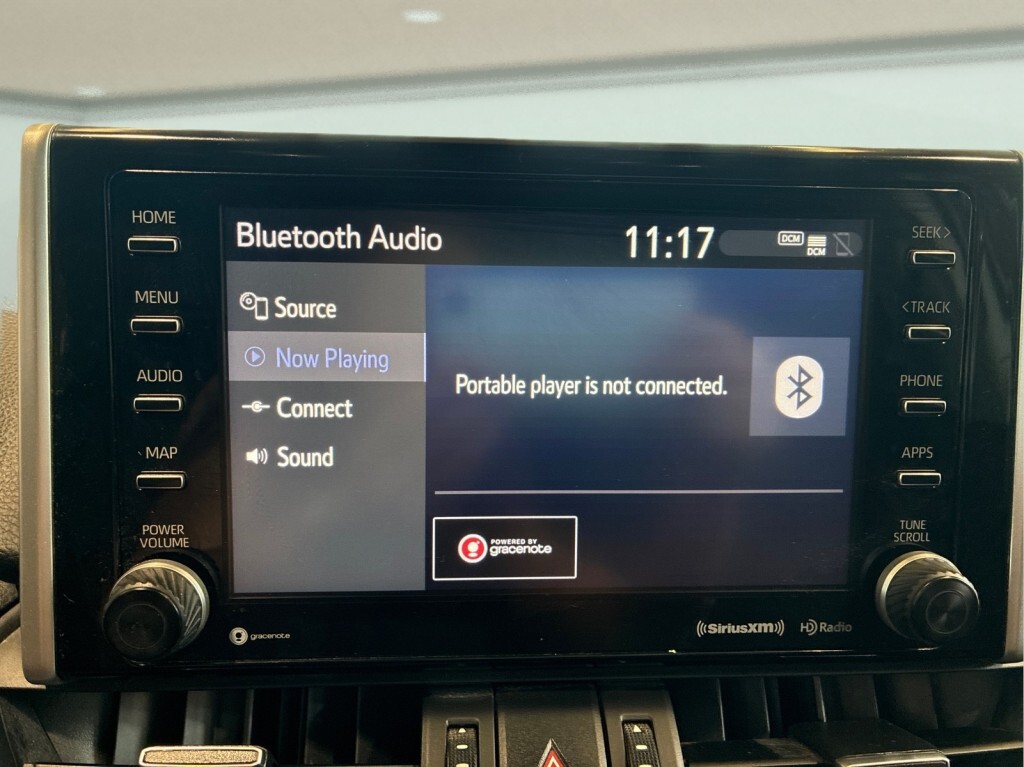 HOME
MENU
AUDIO
MAP
POWER
VOLUME
Bluetooth Audio
11:17
DCM
DCM
Source
Now Playing
Connect
Sound
Portable player is not connected.
POWERED BY
gracenote
SEEK>
<TRACK
PHONE
APPS
TUNE
SCROLL
gracenote
((SiriusXM))
HD Radio